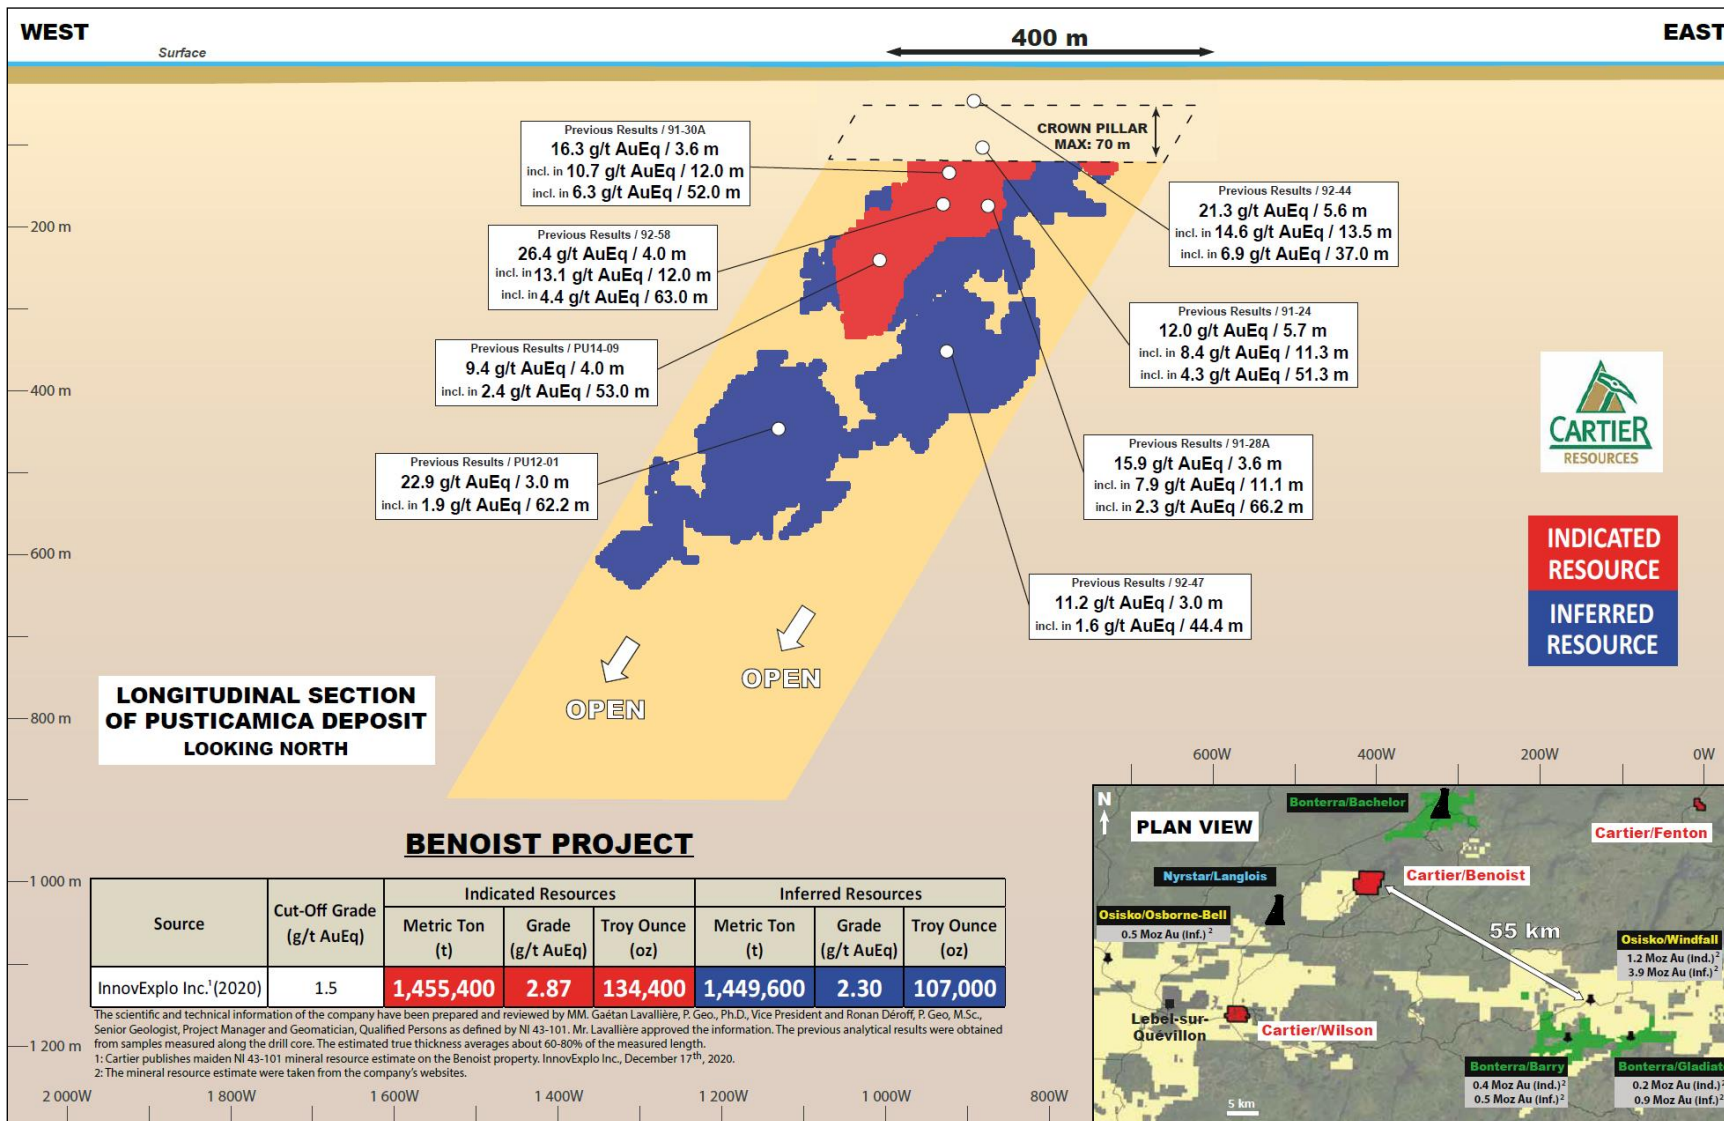 WEST
Surface
400 m
EAST
CROWN PILLAR
MAX: 70 m
Previous Results / 91-30A
16.3 g/t AuEq / 3.6 m
incl. in 10.7 g/t AuEq / 12.0 m
incl. in 6.3 g/t AuEq / 52.0 m
Previous Results / 92-44
21.3 g/t AuEq / 5.6 m
incl. in 14.6 g/t AuEq / 13.5 m
incl. in 6.9 g/t AuEq / 37.0 m
200 m
Previous Results / 92-58
26.4 g/t AuEq / 4.0 m
incl. in 13.1 g/t AuEq / 12.0 m
incl. in 4.4 g/t AuEq / 63.0 m
Previous Results / 91-24
12.0 g/t AuEq / 5.7 m
incl. in 8.4 g/t AuEq / 11.3 m
incl. in 4.3 g/t AuEq / 51.3 m
Previous Results / PU14-09
9.4 g/t AuEq / 4.0 m
incl. in 2.4 g/t AuEq / 53.0 m
400 m
CARTIER
RESOURCES
Previous Results / 91-28A
15.9 g/t AuEq / 3.6 m
incl. in 7.9 g/t AuEq / 11.1 m
incl. in 2.3 g/t AuEq / 66.2 m
Previous Results / PU12-01
22.9 g/t AuEq / 3.0 m
incl. in 1.9 g/t AuEq / 62.2 m
INDICATED
RESOURCE
INFERRED
RESOURCE
600 m
Previous Results / 92-47
11.2 g/t AuEq / 3.0 m
incl. in 1.6 g/t AuEq / 44.4 m
OPEN
OPEN
LONGITUDINAL SECTION
OF PUSTICAMICA DEPOSIT
LOOKING NORTH
800 m
600W 400W 200W 0W
BENOIST PROJECT
1 000 m
Source Cut-Off Grade (g/t AuEq) Indicated Resources Inferred Resources
Metric Ton (t) Grade (g/t AuEq) Troy Ounce (oz) Metric Ton (t) Grade (g/t AuEq) Troy Ounce (oz)
InnovExplo Inc.¹(2020) 1.5 1,455,400 2.87 134,400 1,449,600 2.30 107,000
The scientific and technical information of the company have been prepared and reviewed by MM. Gaétan Lavallière, P. Geo., Ph.D., Vice President and Ronan Déroff, P. Geo, M.Sc.,
Senior Geologist, Project Manager and Geomatician, Qualified Persons as defined by NI 43-101. Mr. Lavallière approved the information. The previous analytical results were obtained
from samples measured along the drill core. The estimated true thickness averages about 60-80% of the measured length.
1: Cartier publishes maiden NI 43-101 mineral resource estimate on the Benoist property. InnovExplo Inc., December 17th, 2020.
2: The mineral resource estimate were taken from the company's websites.
1 200 m
2 000W 1 800W 1 600W 1 400W 1 200W 1 000W 800W
N
PLAN VIEW
Bonterra/Bachelor
Cartier/Fenton
Nyrstar/Langlois
Cartier/Benoist
Osisko/Osborne-Bell
0.5 Moz Au (inf.) ²
55 km
Osisko/Windfall
1.2 Moz Au (ind.) ²
3.9 Moz Au (inf.) ²
Lebel-sur-
Quévillon
Cartier/Wilson
Bonterra/Barry
0.4 Moz Au (ind.) ²
0.5 Moz Au (inf.) ²
Bonterra/Gladiat
0.2 Moz Au (ind.) ²
0.9 Moz Au (inf.) ²
5 km